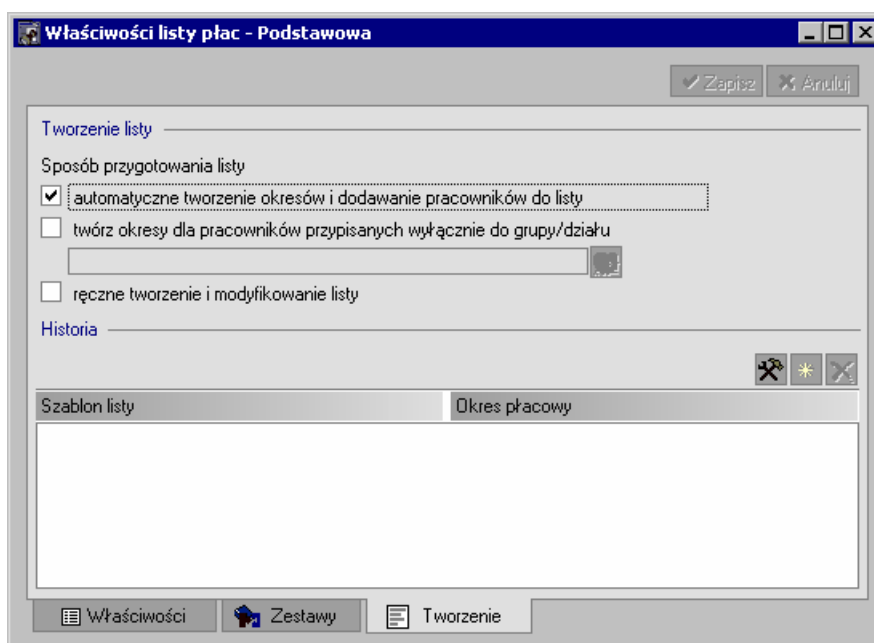 Właściwości listy płac - Podstawowa
Zapisz Anuluj
Tworzenie listy
Sposób przygotowania listy
automatyczne tworzenie okresów i dodawanie pracowników do listy
twórz okresy dla pracowników przypisanych wyłącznie do grupy/działu
ręczne tworzenie i modyfikowanie listy
Historia
Szablon listy Okres płacowy
Właściwości Zestawy Tworzenie